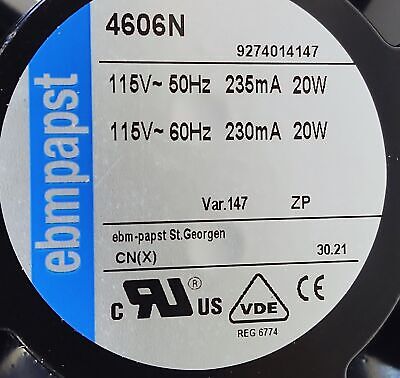 4606N
9274014147
115V~ 50Hz 235mA 20W
115V~ 60Hz 230mA 20W
Var.147 ZP
ebmpapst
ebm-papst St.Georgen
CN(X) 30.21
c RU ® US
VDE
CE
REG 6774